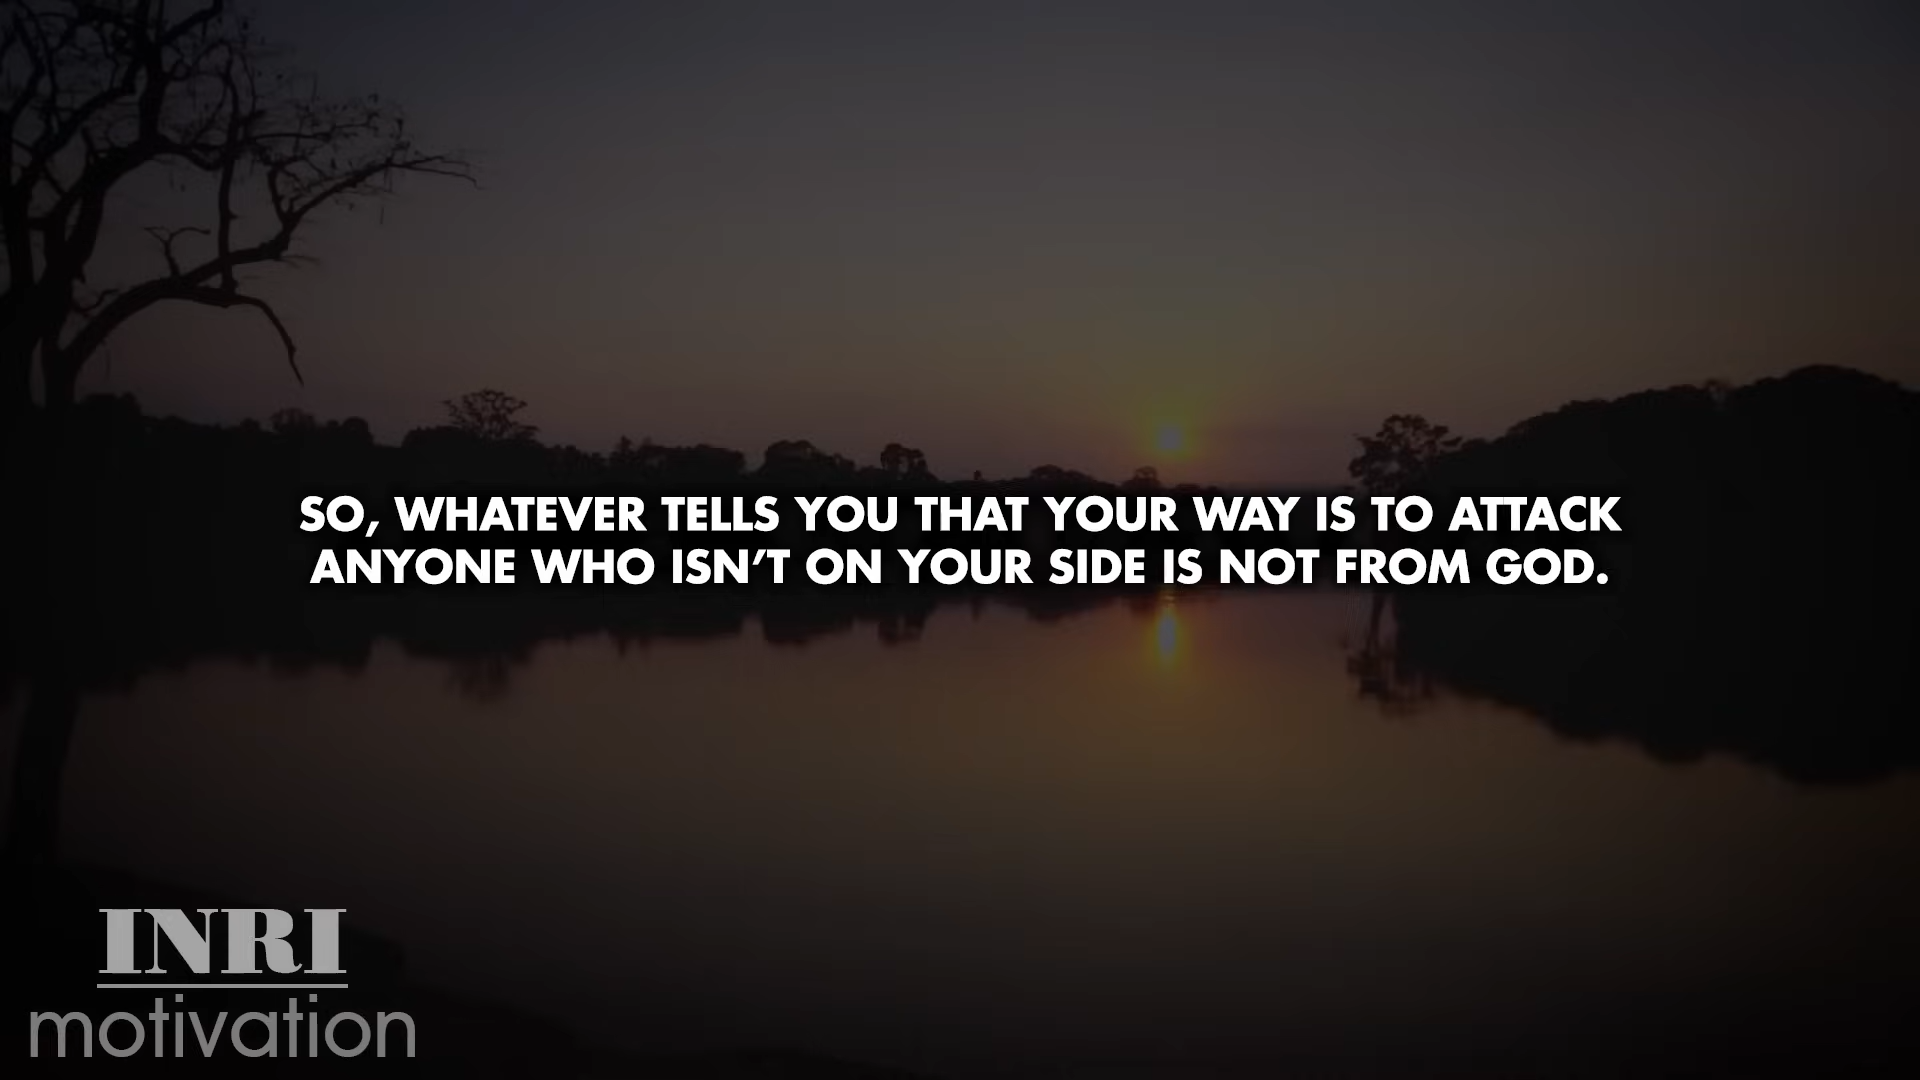 SO, WHATEVER TELLS YOU THAT YOUR WAY IS TO ATTACK
ANYONE WHO ISN’T ON YOUR SIDE IS NOT FROM GOD.
INRI
motivation